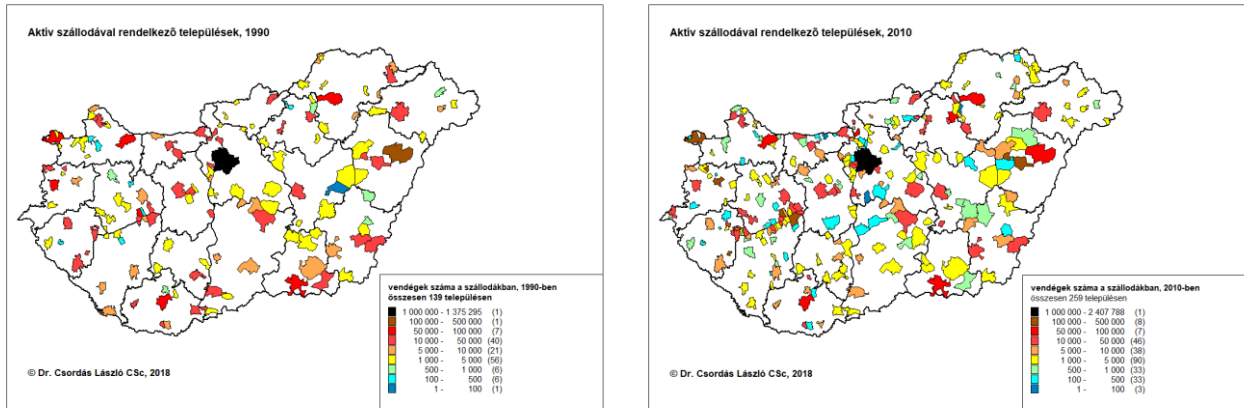 Aktív szállodával rendelkező települések, 1990
vendégek száma a szállodákban, 1990-ben
összesen 139 településen
1 000 000 - 1 375 295 (1)
100 000 - 500 000 (1)
50 000 - 100 000 (7)
10 000 - 50 000 (40)
5 000 - 10 000 (21)
1 000 - 5 000 (56)
500 - 1 000 (6)
100 - 500 (6)
1 - 100 (1)
© Dr. Csordás László CSc, 2018
Aktív szállodával rendelkező települések, 2010
vendégek száma a szállodákban, 2010-ben
összesen 259 településen
1 000 000 - 2 407 788 (1)
100 000 - 500 000 (8)
50 000 - 100 000 (7)
10 000 - 50 000 (46)
5 000 - 10 000 (38)
1 000 - 5 000 (90)
500 - 1 000 (33)
100 - 500 (33)
1 - 100 (3)
© Dr. Csordás László CSc, 2018